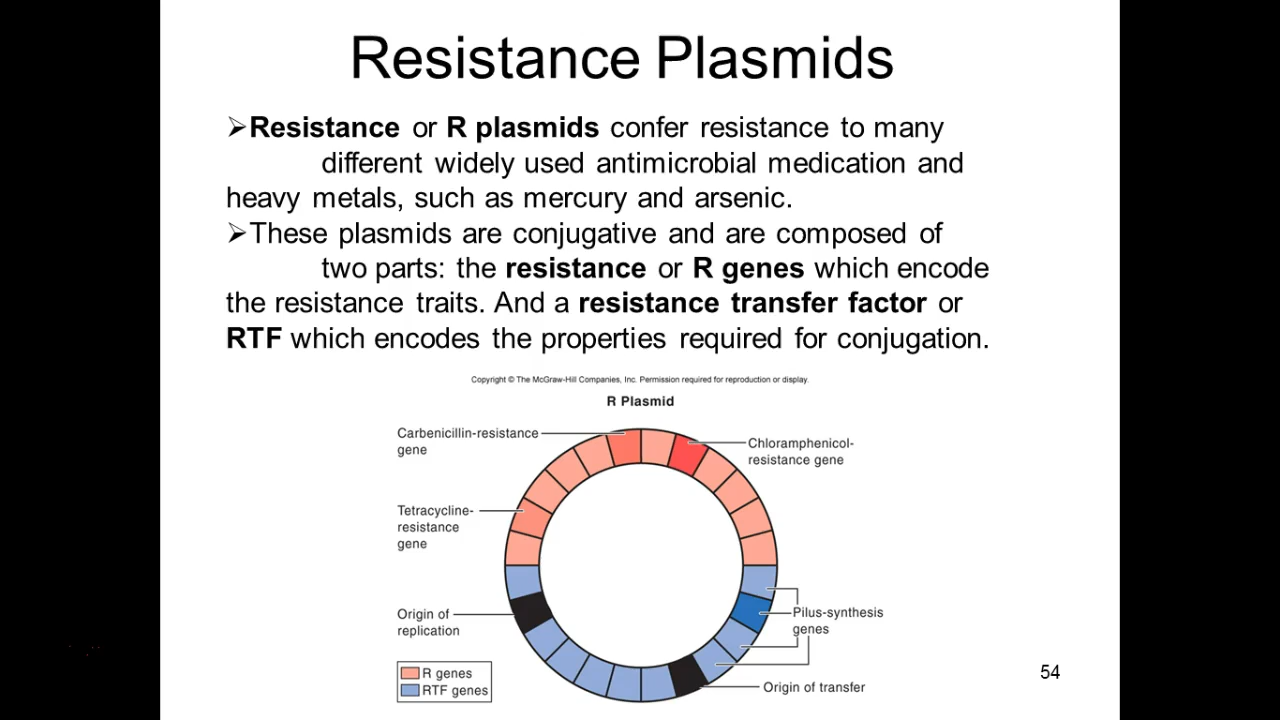 Resistance Plasmids
➢Resistance or R plasmids confer resistance to many
different widely used antimicrobial medication and
heavy metals, such as mercury and arsenic.
➢These plasmids are conjugative and are composed of
two parts: the resistance or R genes which encode
the resistance traits. And a resistance transfer factor or
RTF which encodes the properties required for conjugation.
Copyright © The McGraw-Hill Companies, Inc. Permission required for reproduction or display.
R Plasmid
Carbenicillin-resistance
gene
Chloramphenicol-
resistance gene
Tetracycline-
resistance
gene
Origin of
replication
Pilus-synthesis
genes
R genes
RTF genes
Origin of transfer
54